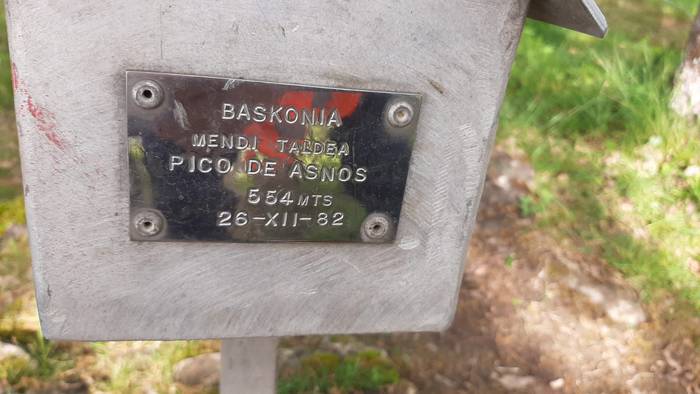 BASKONIA
MENDI TALDEA
PICO DE ASNOS
554 MTS
26-XII-82